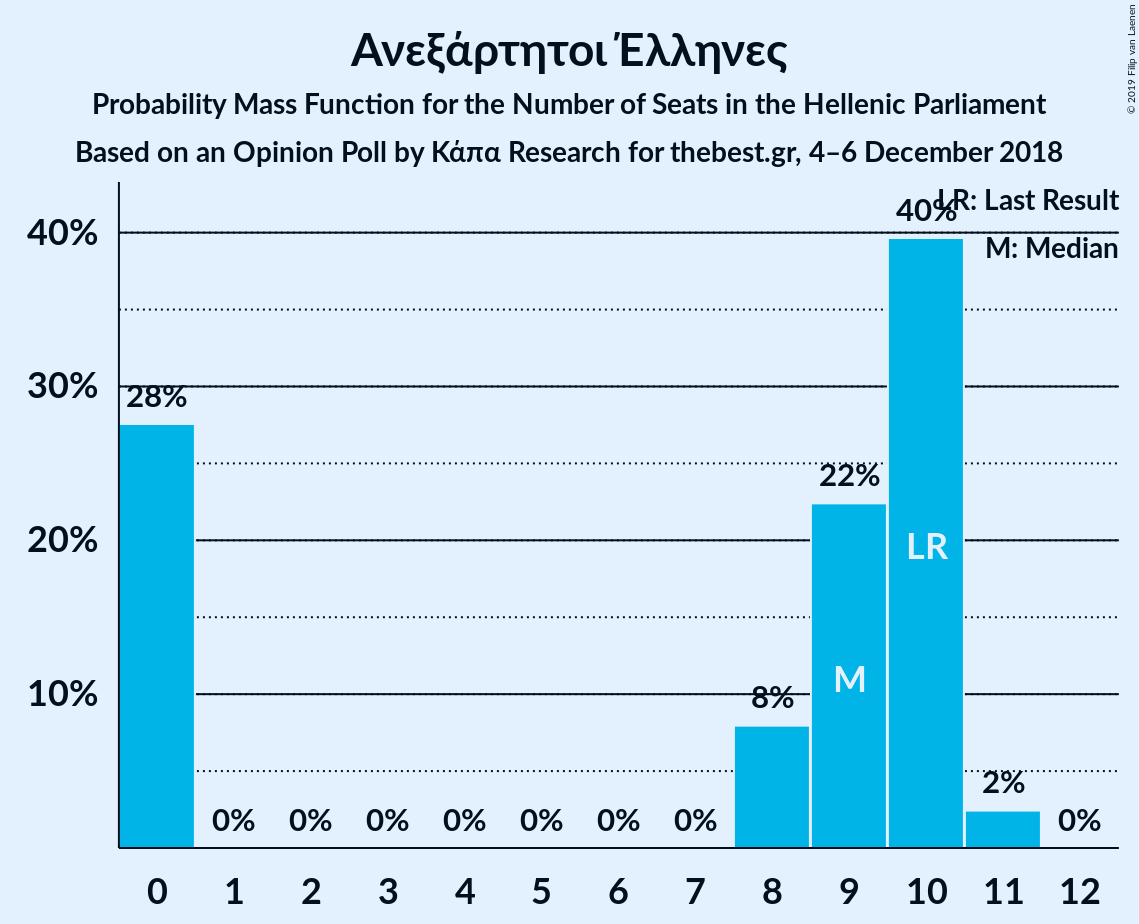 Ανεξάρτητοι Έλληνες
Probability Mass Function for the Number of Seats in the Hellenic Parliament
Based on an Opinion Poll by Κάπα Research for thebest.gr, 4–6 December 2018
© 2019 Filip van Laenen
LR: Last Result
M: Median
40%
30%
20%
10%
28%
0%
0%
0%
0%
0%
0%
0%
8%
22%
40%
2%
0%
M
LR
0 1 2 3 4 5 6 7 8 9 10 11 12